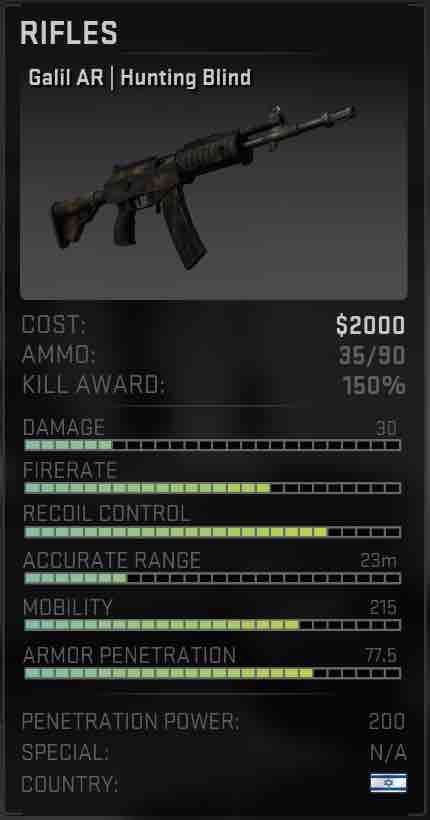 RIFLES
Galil AR | Hunting Blind
COST: $2000
AMMO: 35/90
KILL AWARD: 150%
DAMAGE 30
FIRERATE
RECOIL CONTROL
ACCURATE RANGE 23m
MOBILITY 215
ARMOR PENETRATION 77.5
PENETRATION POWER: 200
SPECIAL: N/A
COUNTRY: